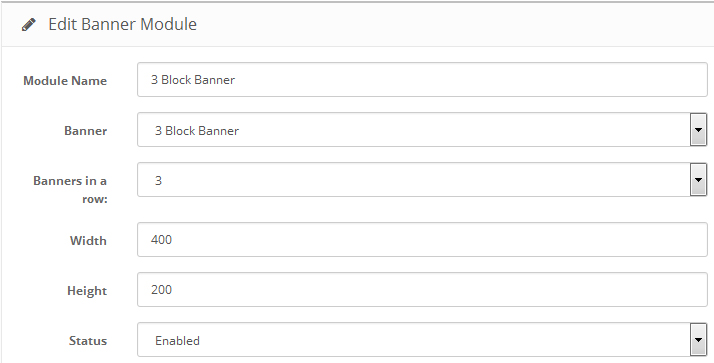 Edit Banner Module
Module Name 3 Block Banner
Banner 3 Block Banner
Banners in a 3
row:
Width 400
Height 200
Status Enabled